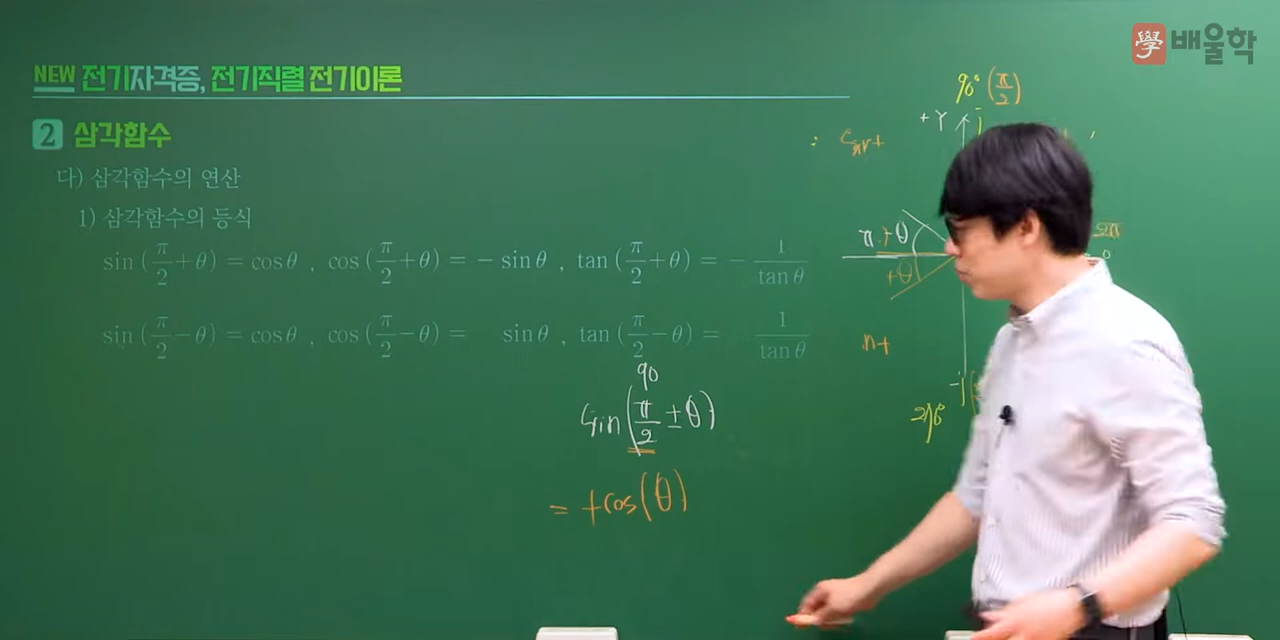 學 배울학
NEW 전기자격증, 전기직렬 전기이론
2 삼각함수
다) 삼각함수의 연산
1) 삼각함수의 등식
sin(π/2+θ) = cosθ , cos(π/2+θ) = − sinθ , tan(π/2+θ) = − 1/tanθ
sin(π/2−θ) = cosθ , cos(π/2−θ) = sinθ , tan(π/2−θ) = 1/tanθ
90
sin(π/2 ± θ)
= +cos(θ)
90° (π/2)
+Y j
π+θ
2π
0
+θ
n+
-j
270°